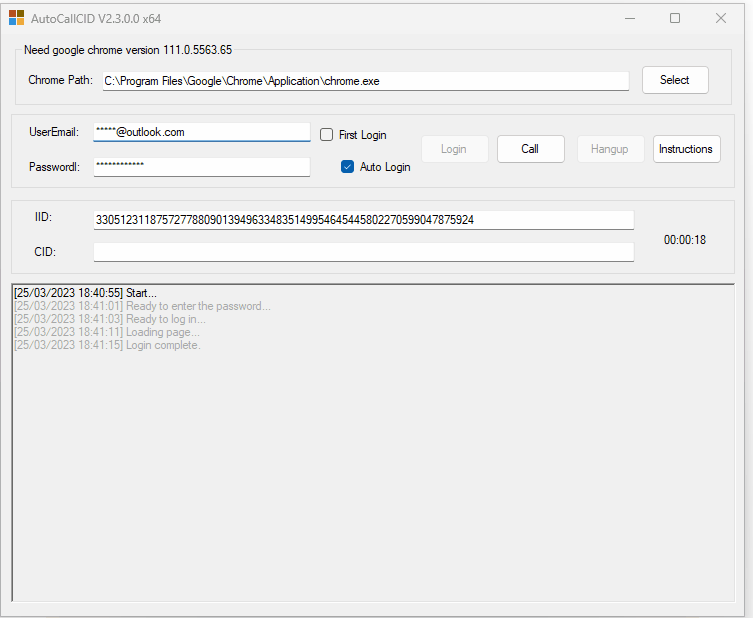 AutoCallCID V2.3.0.0 x64
Need google chrome version 111.0.5563.65
Chrome Path: C:\Program Files\Google\Chrome\Application\chrome.exe Select
UserEmail: *****@outlook.com First Login
Login Call Hangup Instructions
Passwordl: ************ Auto Login
IID: 330512311875727788090139496334835149954645445802270599047875924
00:00:18
CID:
[25/03/2023 18:40:55] Start...
[25/03/2023 18:41:01] Ready to enter the password...
[25/03/2023 18:41:03] Ready to log in...
[25/03/2023 18:41:11] Loading page...
[25/03/2023 18:41:15] Login complete.